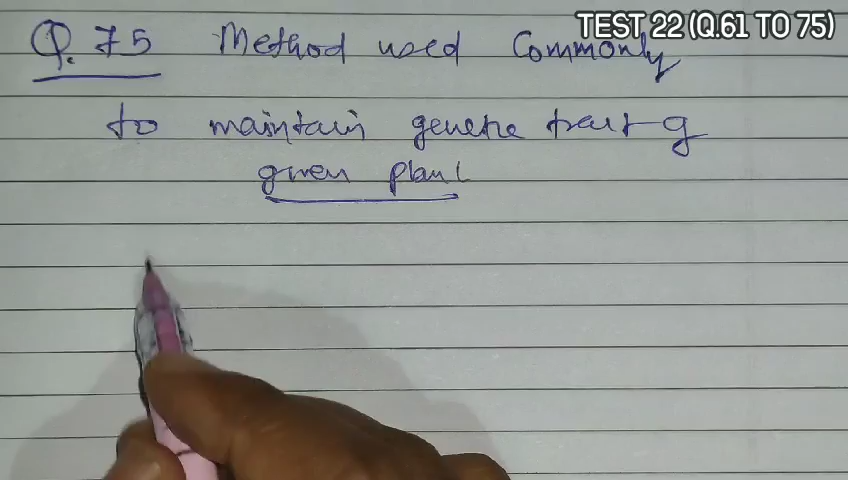 TEST 22 (Q.61 TO 75)
Q. 75 Method used Commonly
to maintain genetic trait of
given plant